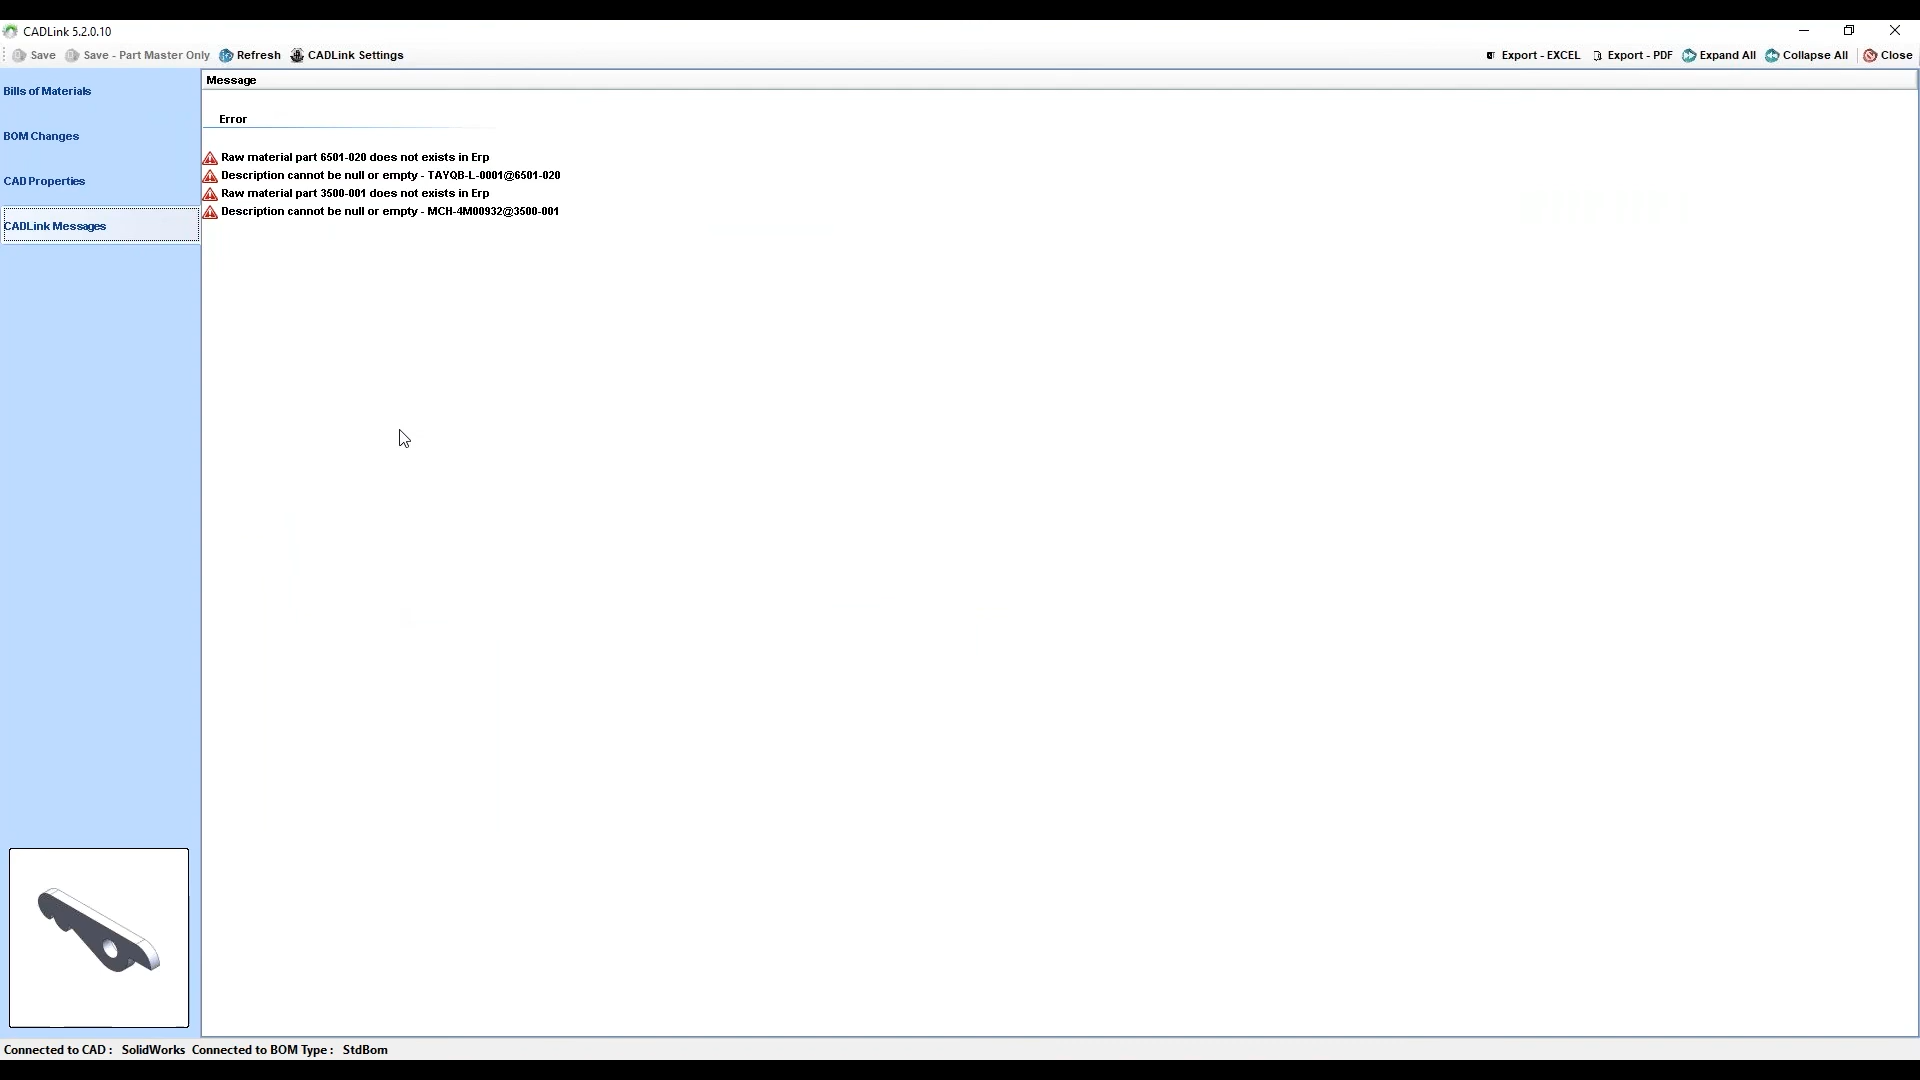 CADLink 5.2.0.10
Save Save - Part Master Only Refresh CADLink Settings Export - EXCEL Export - PDF Expand All Collapse All Close
Message
Bills of Materials
BOM Changes
CAD Properties
CADLink Messages
Error
Raw material part 6501-020 does not exists in Erp
Description cannot be null or empty - TAYQB-L-0001@6501-020
Raw material part 3500-001 does not exists in Erp
Description cannot be null or empty - MCH-4M00932@3500-001
Connected to CAD : SolidWorks Connected to BOM Type : StdBom